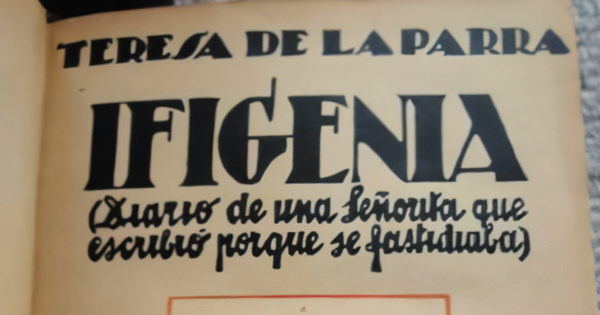 TERESA DE LA PARRA
IFIGENIA
(Diario de una Señorita que
escribió porque se fastidiaba)